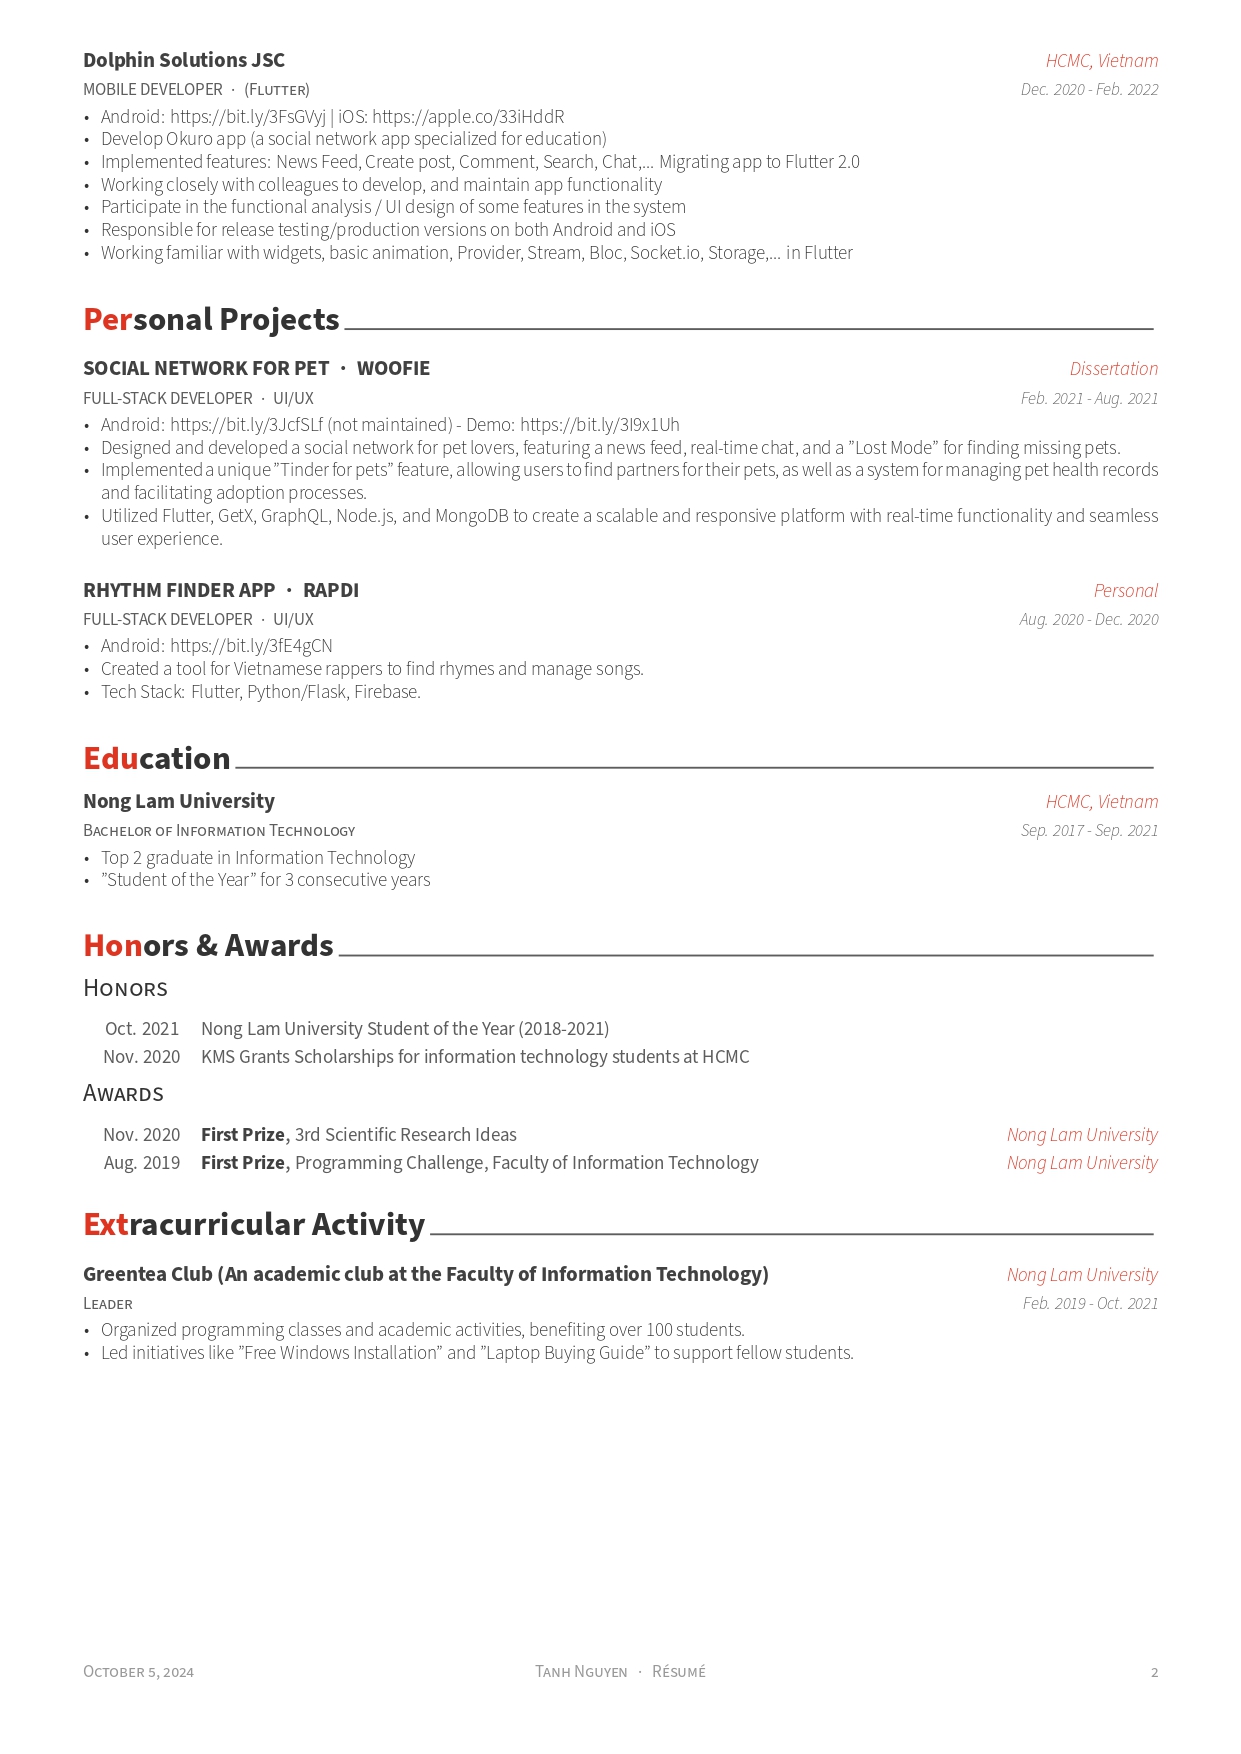 Dolphin Solutions JSC HCMC, Vietnam
MOBILE DEVELOPER · (Flutter) Dec. 2020 - Feb. 2022
• Android: https://bit.ly/3FsGVyj | iOS: https://apple.co/33iHddR
• Develop Okuro app (a social network app specialized for education)
• Implemented features: News Feed, Create post, Comment, Search, Chat,... Migrating app to Flutter 2.0
• Working closely with colleagues to develop, and maintain app functionality
• Participate in the functional analysis / UI design of some features in the system
• Responsible for release testing/production versions on both Android and iOS
• Working familiar with widgets, basic animation, Provider, Stream, Bloc, Socket.io, Storage,... in Flutter
Personal Projects
SOCIAL NETWORK FOR PET · WOOFIE Dissertation
FULL-STACK DEVELOPER · UI/UX Feb. 2021 - Aug. 2021
• Android: https://bit.ly/3JcfSLf (not maintained) - Demo: https://bit.ly/3I9x1Uh
• Designed and developed a social network for pet lovers, featuring a news feed, real-time chat, and a ”Lost Mode” for finding missing pets.
• Implemented a unique ”Tinder for pets” feature, allowing users to find partners for their pets, as well as a system for managing pet health records
and facilitating adoption processes.
• Utilized Flutter, GetX, GraphQL, Node.js, and MongoDB to create a scalable and responsive platform with real-time functionality and seamless
user experience.
RHYTHM FINDER APP · RAPDI Personal
FULL-STACK DEVELOPER · UI/UX Aug. 2020 - Dec. 2020
• Android: https://bit.ly/3fE4gCN
• Created a tool for Vietnamese rappers to find rhymes and manage songs.
• Tech Stack: Flutter, Python/Flask, Firebase.
Education
Nong Lam University HCMC, Vietnam
Bachelor of Information Technology Sep. 2017 - Sep. 2021
• Top 2 graduate in Information Technology
• ”Student of the Year” for 3 consecutive years
Honors & Awards
Honors
Oct. 2021 Nong Lam University Student of the Year (2018-2021)
Nov. 2020 KMS Grants Scholarships for information technology students at HCMC
Awards
Nov. 2020 First Prize, 3rd Scientific Research Ideas Nong Lam University
Aug. 2019 First Prize, Programming Challenge, Faculty of Information Technology Nong Lam University
Extracurricular Activity
Greentea Club (An academic club at the Faculty of Information Technology) Nong Lam University
Leader Feb. 2019 - Oct. 2021
• Organized programming classes and academic activities, benefiting over 100 students.
• Led initiatives like ”Free Windows Installation” and ”Laptop Buying Guide” to support fellow students.
October 5, 2024 Tanh Nguyen · Résumé 2